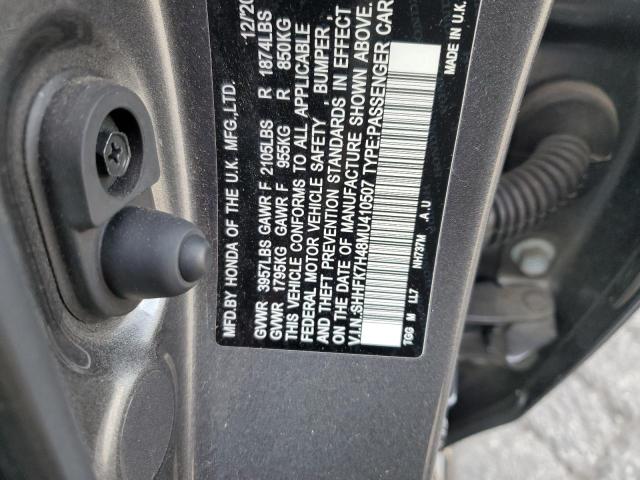 MFD.BY HONDA OF THE U.K. MFG.,LTD. 12/20
GVWR 3957LBS GAWR F 2105LBS R 1874LBS
GVWR 1795KG GAWR F 955KG R 850KG
THIS VEHICLE CONFORMS TO ALL APPLICABLE
FEDERAL MOTOR VEHICLE SAFETY , BUMPER ,
AND THEFT PREVENTION STANDARDS IN EFFECT
ON THE DATE OF MANUFACTURE SHOWN ABOVE.
V.I.N.:SHHFK7H48MU410507 TYPE:PASSENGER CAR
TGG M LL7 NH737M .A.U MADE IN U.K.